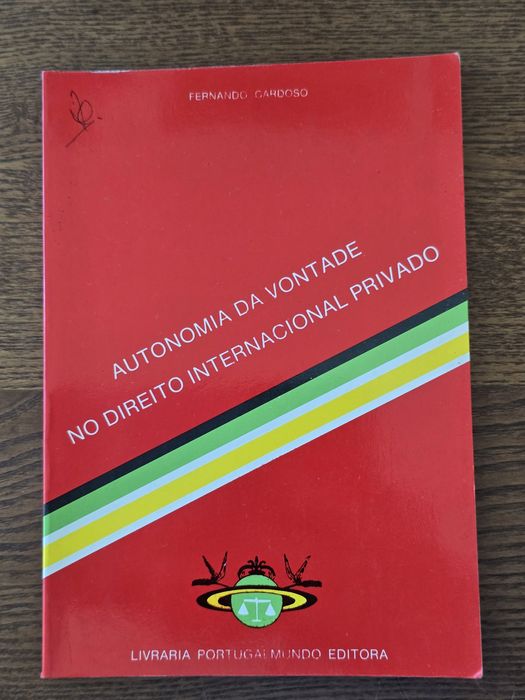 FERNANDO CARDOSO
AUTONOMIA DA VONTADE
NO DIREITO INTERNACIONAL PRIVADO
LIVRARIA PORTUGALMUNDO EDITORA